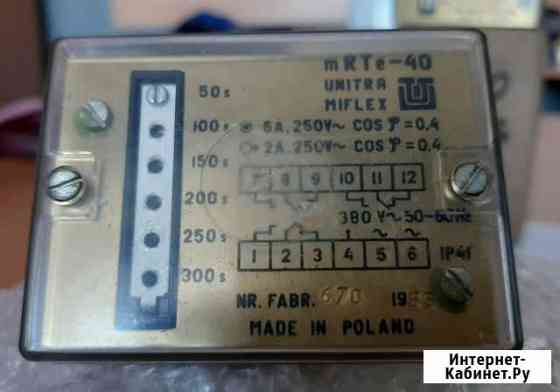 mRTe-40
UNITRA
MIFLEX
50s
100s
6A, 250V~ COS φ=0,4
2A, 250V~ COS φ=0,4
150s
7 8 9 10 11 12
200s
380 V~ 50-60Hz
250s
1 2 3 4 5 6 IP41
300s
NR. FABR. 670 19
MADE IN POLAND
Интернет-
Кабинет.Ру